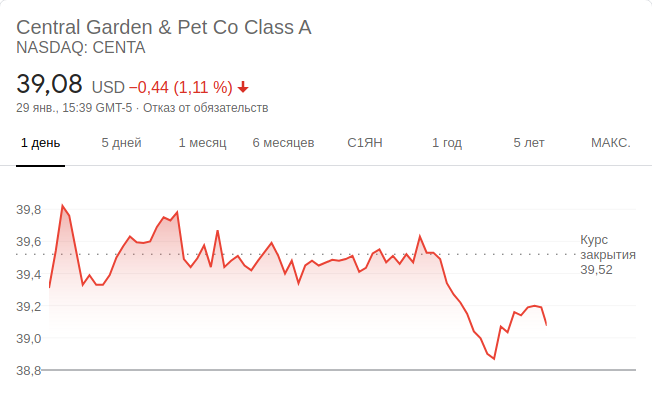 Central Garden & Pet Co Class A
NASDAQ: CENTA
39,08 USD −0,44 (1,11 %)
29 янв., 15:39 GMT-5 · Отказ от обязательств
1 день 5 дней 1 месяц 6 месяцев С1ЯН 1 год 5 лет МАКС.
39,8
39,6
39,4
39,2
39,0
38,8
Курс
закрытия
39,52